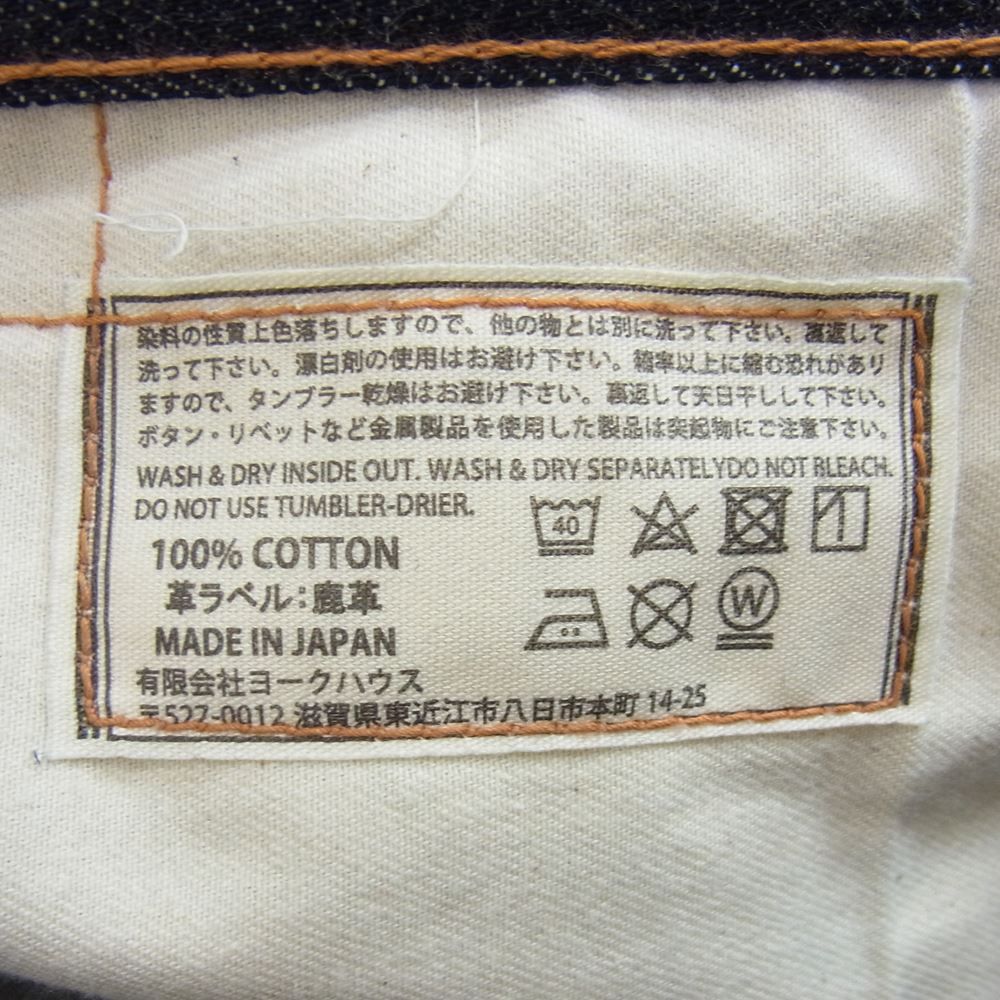 染料の性質上色落ちしますので、他の物とは別に洗って下さい。裏返して
洗って下さい。漂白剤の使用はお避け下さい。縮率以上に縮む恐れがあり
ますので、タンブラー乾燥はお避け下さい。裏返して天日干しして下さい。
ボタン・リベットなど金属製品を使用した製品は突起物にご注意下さい。
WASH & DRY INSIDE OUT. WASH & DRY SEPARATELYDO NOT BLEACH.
DO NOT USE TUMBLER-DRIER.
40
100% COTTON
革ラベル：鹿革
W
MADE IN JAPAN
有限会社ヨークハウス
〒527-0012 滋賀県東近江市八日市本町 14-25